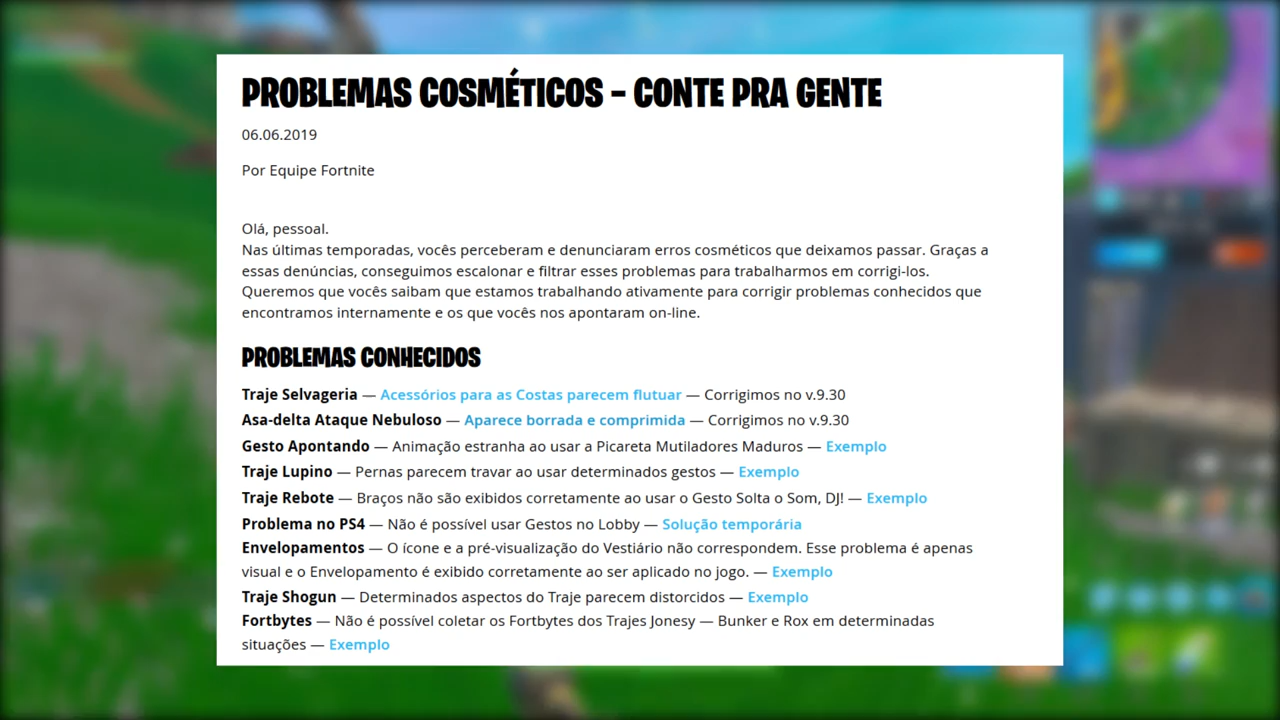 PROBLEMAS COSMÉTICOS – CONTE PRA GENTE
06.06.2019
Por Equipe Fortnite
Olá, pessoal.
Nas últimas temporadas, vocês perceberam e denunciaram erros cosméticos que deixamos passar. Graças a
essas denúncias, conseguimos escalonar e filtrar esses problemas para trabalharmos em corrigi-los.
Queremos que vocês saibam que estamos trabalhando ativamente para corrigir problemas conhecidos que
encontramos internamente e os que vocês nos apontaram on-line.
PROBLEMAS CONHECIDOS
Traje Selvageria — Acessórios para as Costas parecem flutuar — Corrigimos no v.9.30
Asa-delta Ataque Nebuloso — Aparece borrada e comprimida — Corrigimos no v.9.30
Gesto Apontando — Animação estranha ao usar a Picareta Mutiladores Maduros — Exemplo
Traje Lupino — Pernas parecem travar ao usar determinados gestos — Exemplo
Traje Rebote — Braços não são exibidos corretamente ao usar o Gesto Solta o Som, DJ! — Exemplo
Problema no PS4 — Não é possível usar Gestos no Lobby — Solução temporária
Envelopamentos — O ícone e a pré-visualização do Vestiário não correspondem. Esse problema é apenas
visual e o Envelopamento é exibido corretamente ao ser aplicado no jogo. — Exemplo
Traje Shogun — Determinados aspectos do Traje parecem distorcidos — Exemplo
Fortbytes — Não é possível coletar os Fortbytes dos Trajes Jonesy — Bunker e Rox em determinadas
situações — Exemplo